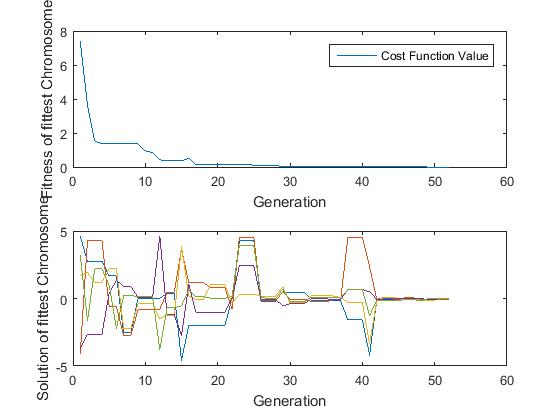 8
6
4
2
0
Fitness of fittest Chromosome
Cost Function Value
0 10 20 30 40 50 60
Generation
5
0
-5
Solution of fittest Chromosome
0 10 20 30 40 50 60
Generation